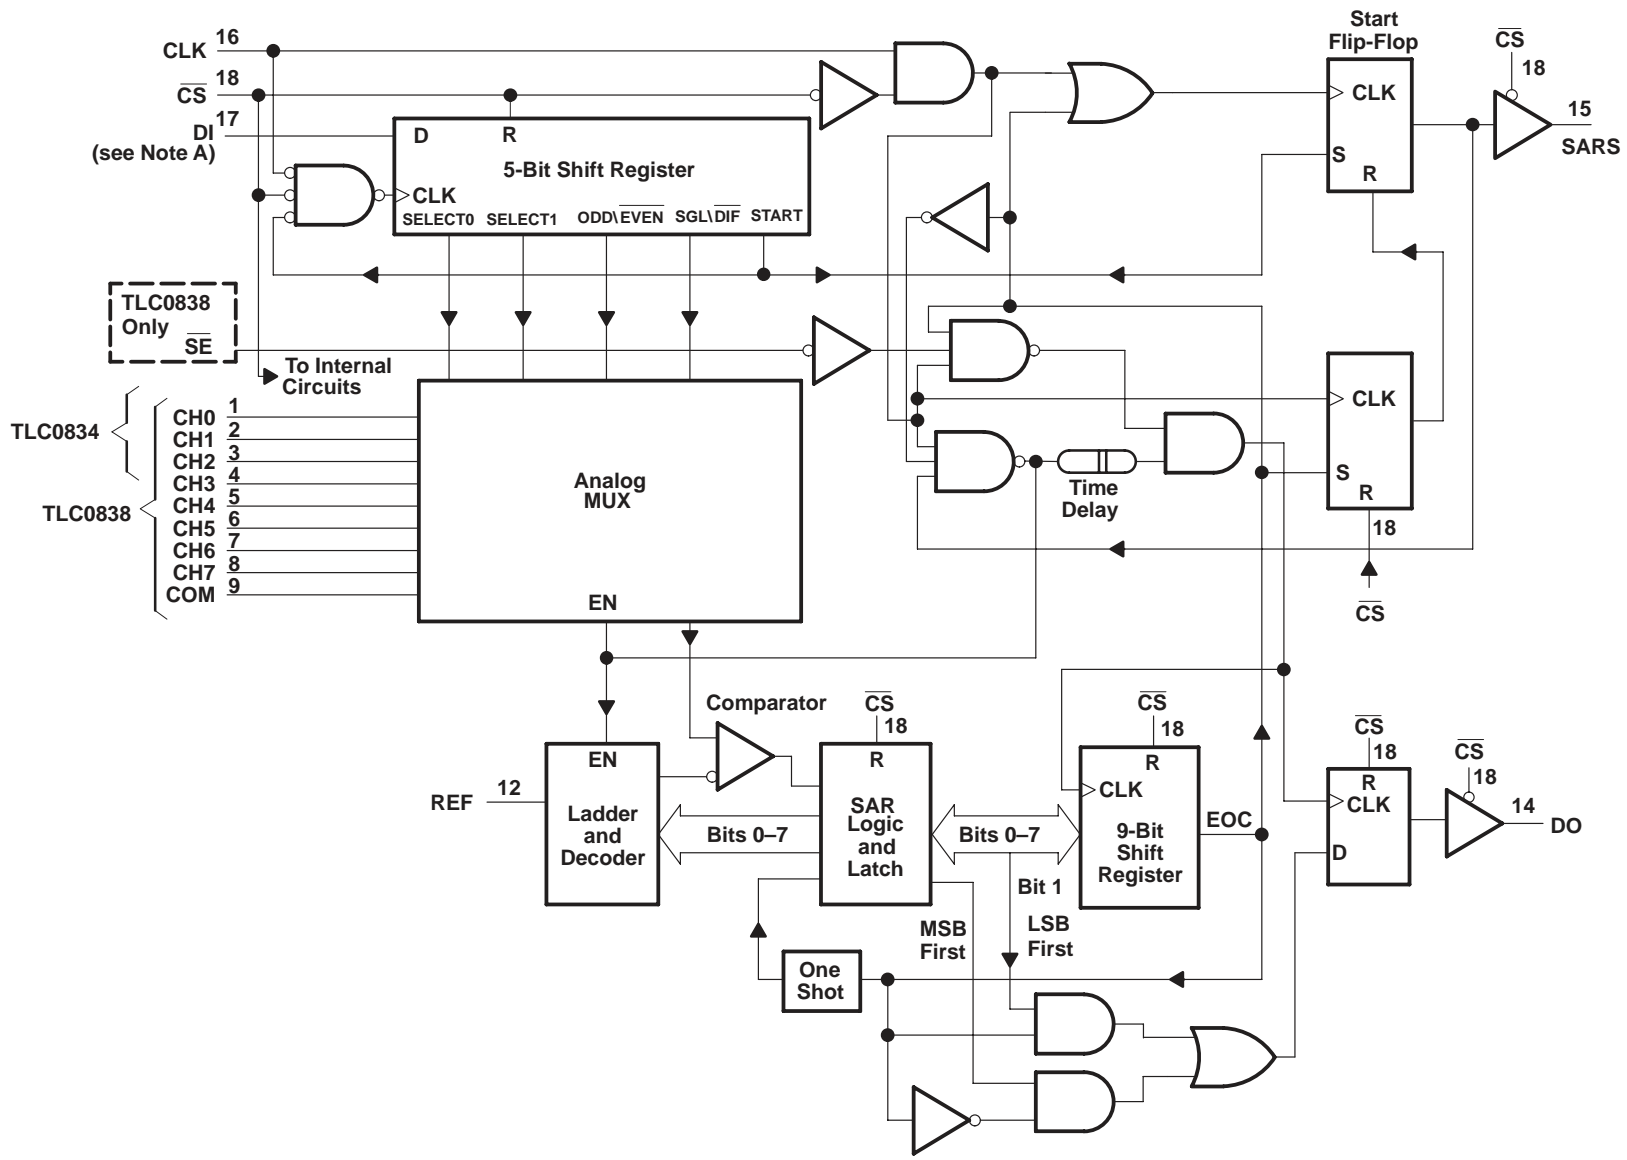 CLK 16
CS 18
DI 17
(see Note A)
D
R
5-Bit Shift Register
CLK
SELECT0 SELECT1 ODD\EVEN SGL\DIF START
Start
Flip-Flop
CLK
S
R
CS
18
15
SARS
TLC0838
Only
SE
To Internal
Circuits
TLC0834
TLC0838
CH0 1
CH1 2
CH2 3
CH3 4
CH4 5
CH5 6
CH6 7
CH7 8
COM 9
Analog
MUX
EN
Time
Delay
CLK
S
R
18
CS
Comparator
REF 12
EN
Ladder
and
Decoder
Bits 0–7
CS
18
R
SAR
Logic
and
Latch
Bits 0–7
CS
18
R
CLK
9-Bit
Shift
Register
EOC
Bit 1
MSB
First
LSB
First
One
Shot
CS
18
R
CLK
D
CS
18
14
DO